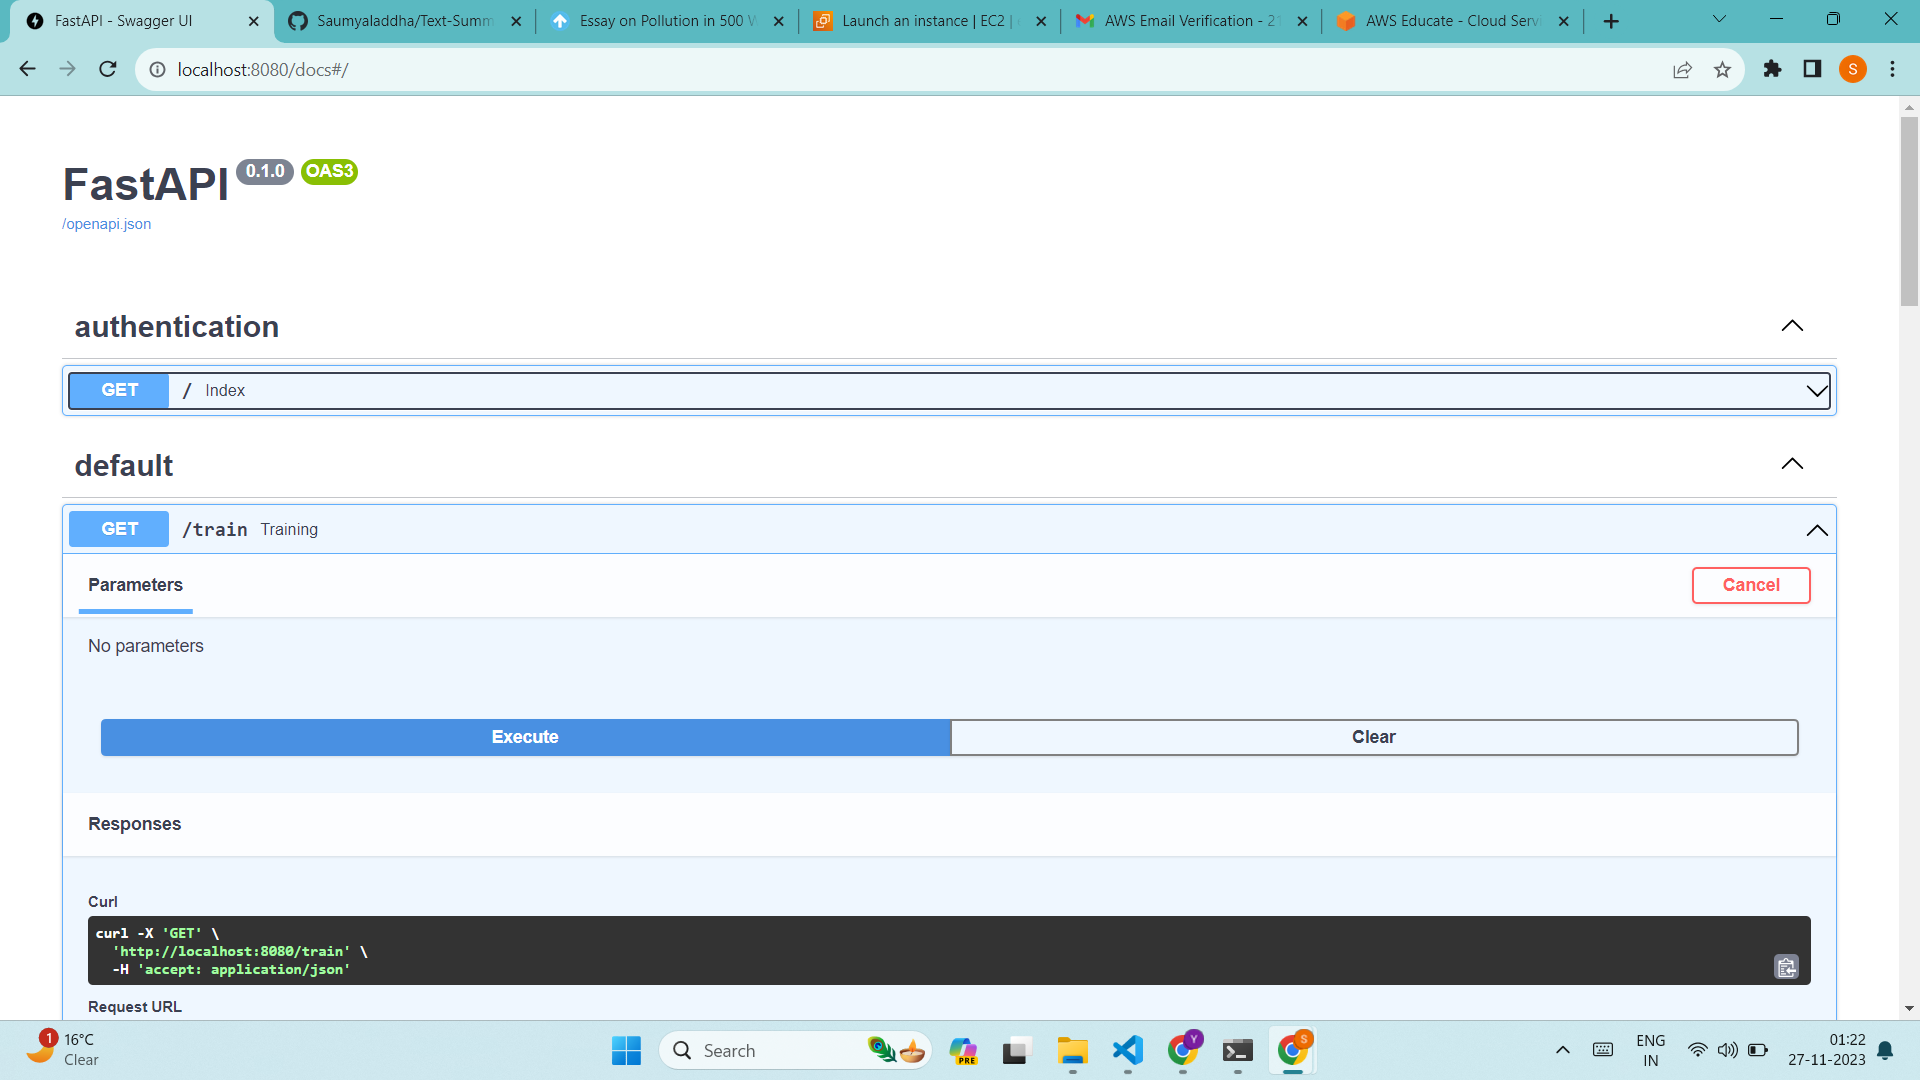 FastAPI - Swagger UI
Saumyaladdha/Text-Summ
Essay on Pollution in 500 W
Launch an instance | EC2 |
AWS Email Verification - 21
AWS Educate - Cloud Servi
localhost:8080/docs#/
S
FastAPI 0.1.0 OAS3
/openapi.json
authentication
GET / Index
default
GET /train Training
Parameters
Cancel
No parameters
Execute
Clear
Responses
Curl
curl -X 'GET' \
'http://localhost:8080/train' \
-H 'accept: application/json'
Request URL
1
16°C
Clear
Search
PRE
Y
S
ENG
IN
01:22
27-11-2023